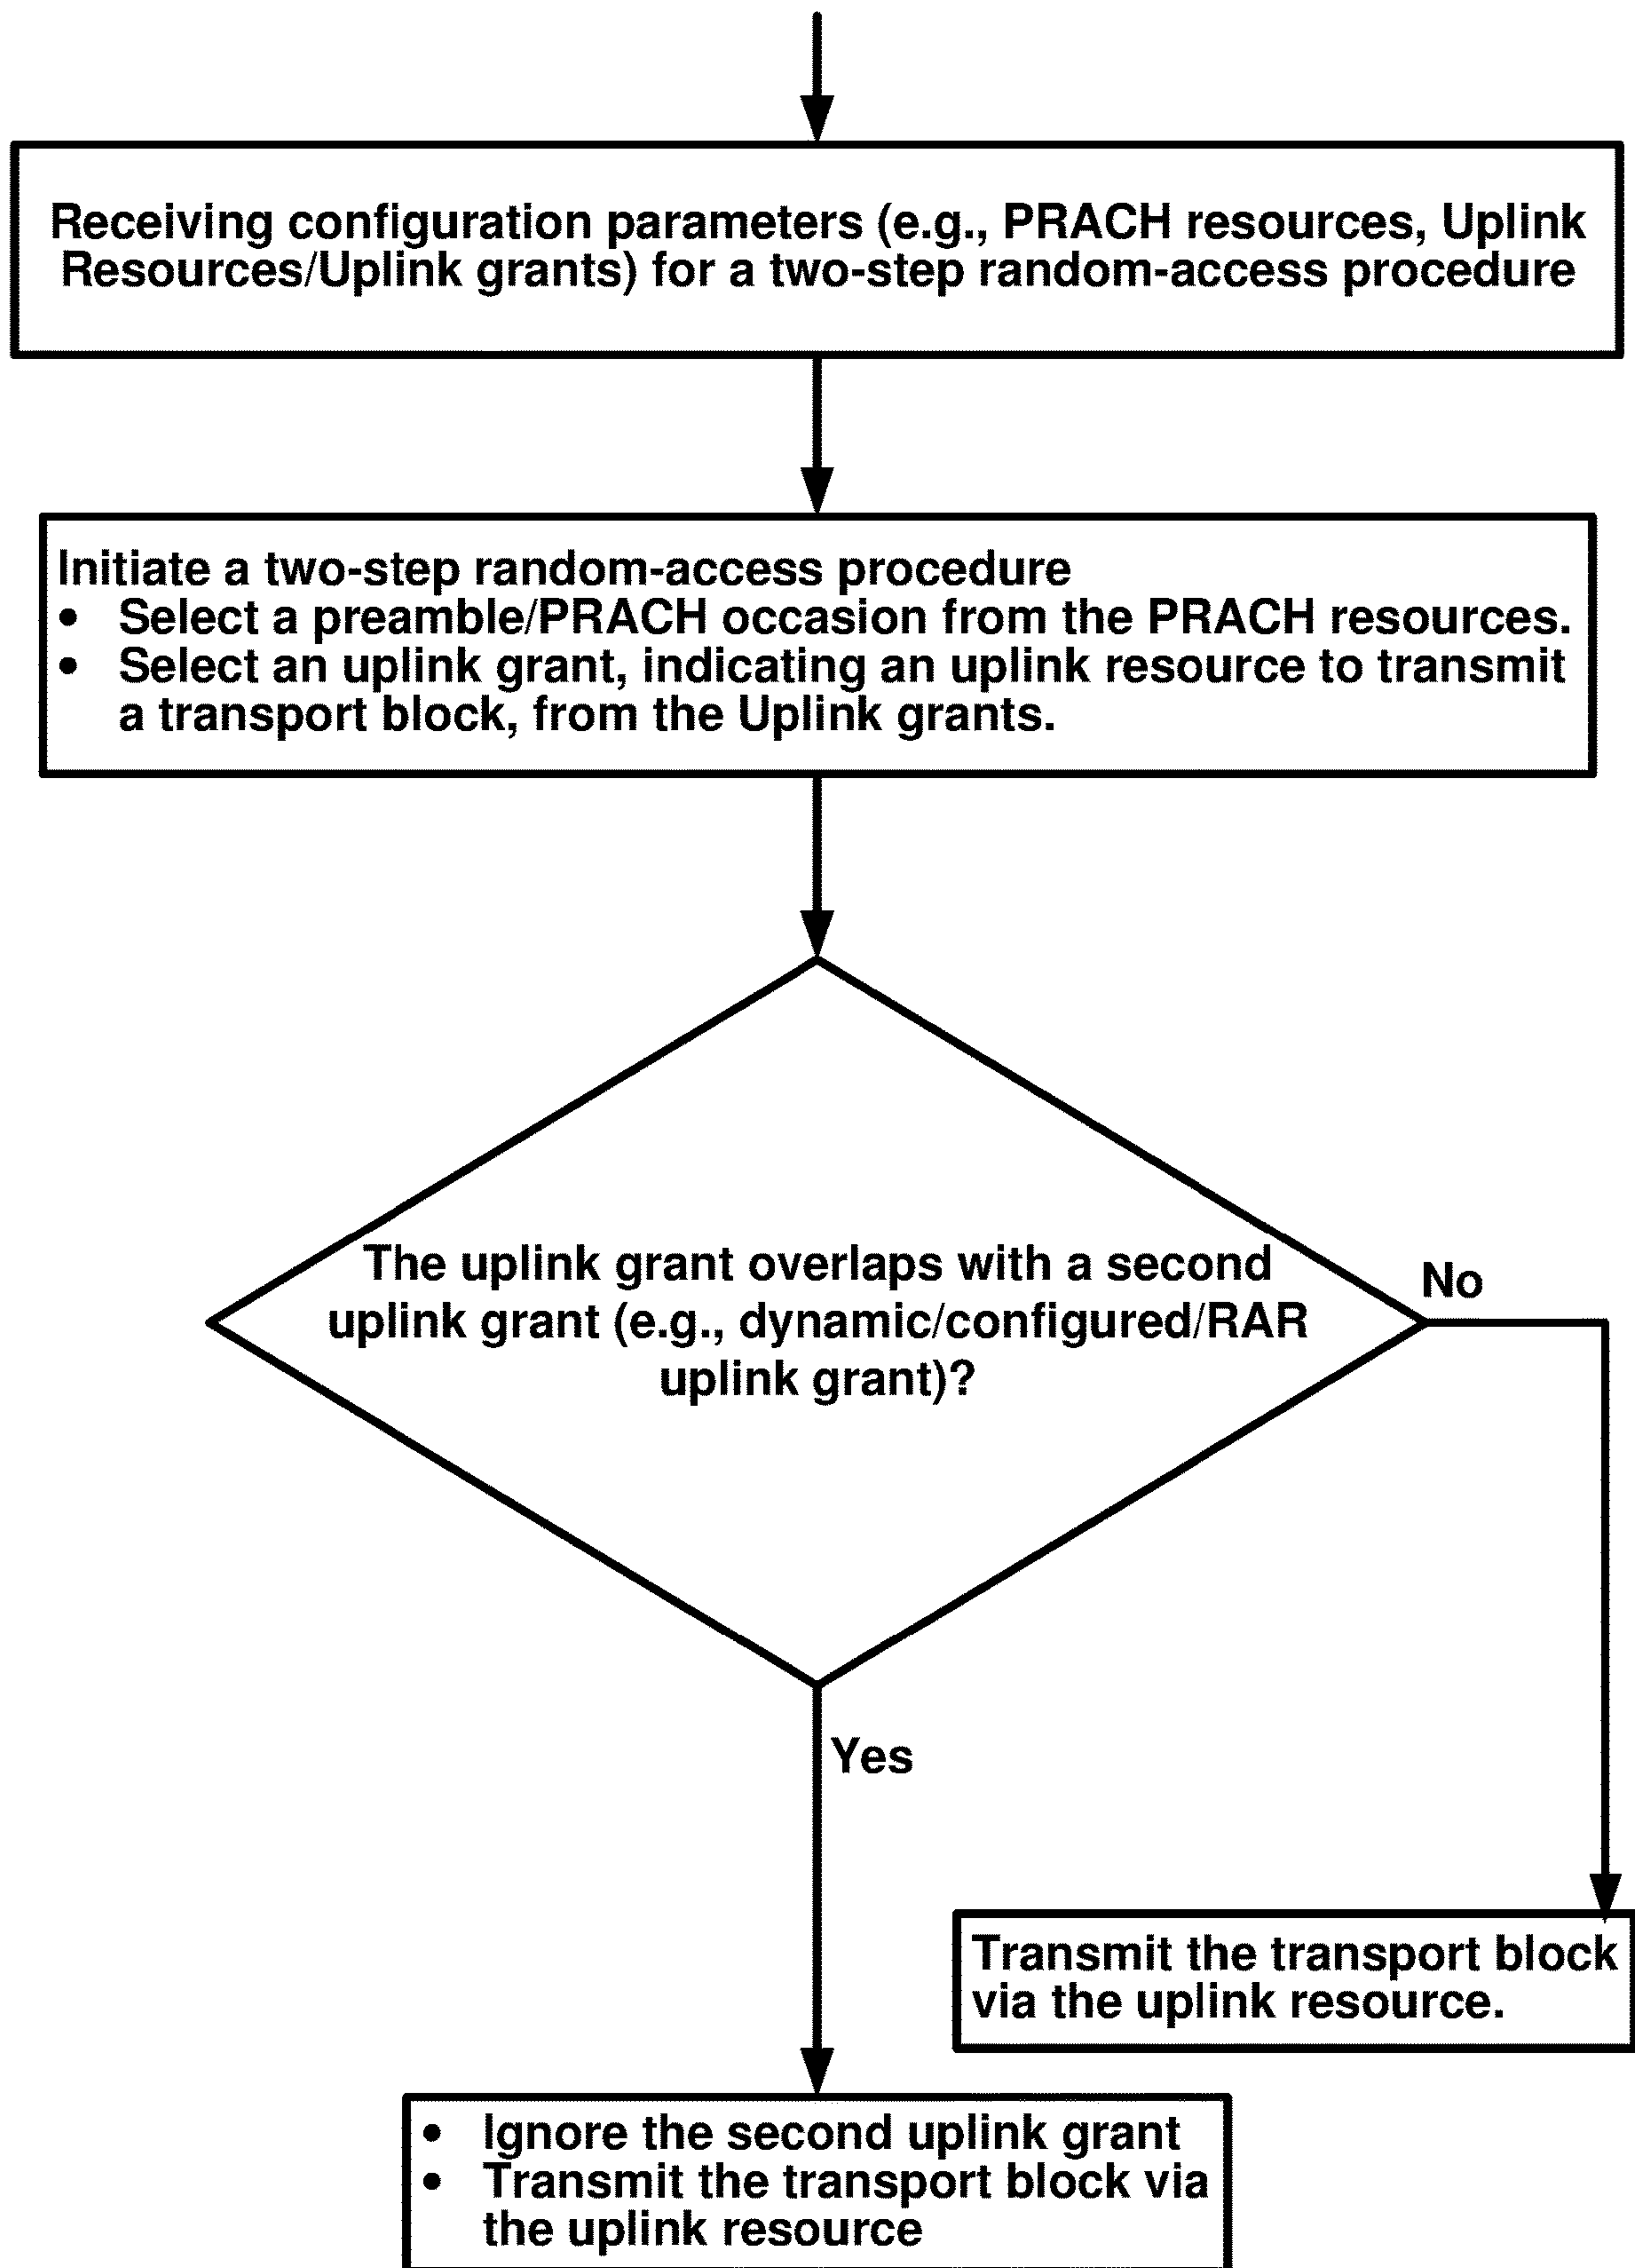 Receiving configuration parameters (e.g., PRACH resources, Uplink
Resources/Uplink grants) for a two-step random-access procedure
Initiate a two-step random-access procedure
• Select a preamble/PRACH occasion from the PRACH resources.
• Select an uplink grant, indicating an uplink resource to transmit
a transport block, from the Uplink grants.
The uplink grant overlaps with a second
uplink grant (e.g., dynamic/configured/RAR
uplink grant)?
No
Yes
Transmit the transport block
via the uplink resource.
• Ignore the second uplink grant
• Transmit the transport block via
the uplink resource